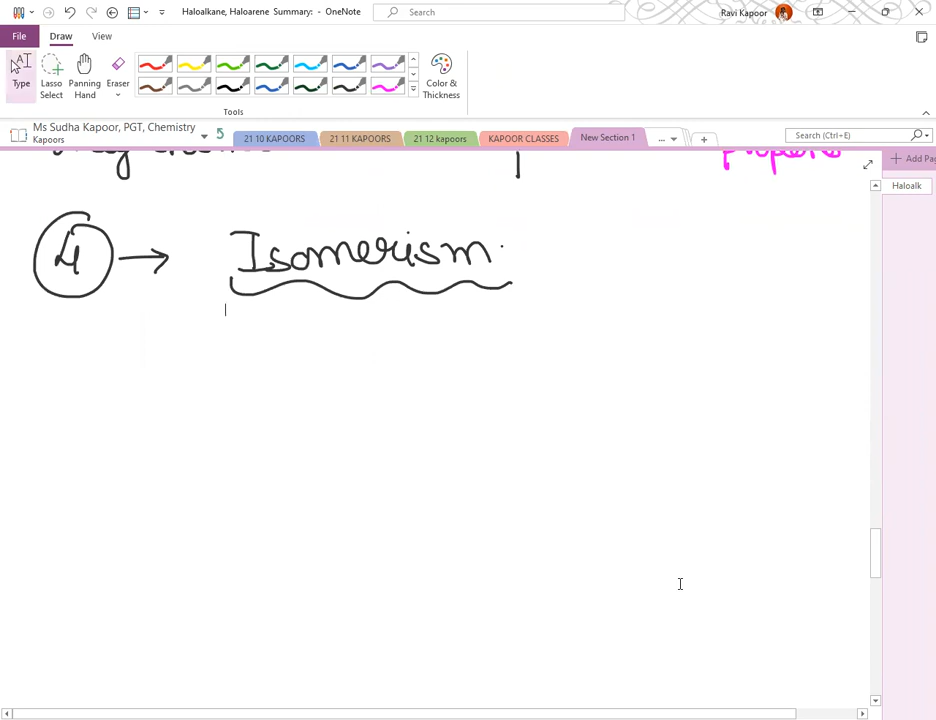 Haloalkane, Haloarene Summary: - OneNote
Search
Ravi Kapoor
File
Draw
View
Type
Lasso Select
Panning Hand
Eraser
Color & Thickness
Tools
Ms Sudha Kapoor, PGT, Chemistry
Kapoors
21 10 KAPOORS
21 11 KAPOORS
21 12 kapoors
KAPOOR CLASSES
New Section 1
...
Search (Ctrl+E)
Add Pag
Haloalk
4 → Isomerism